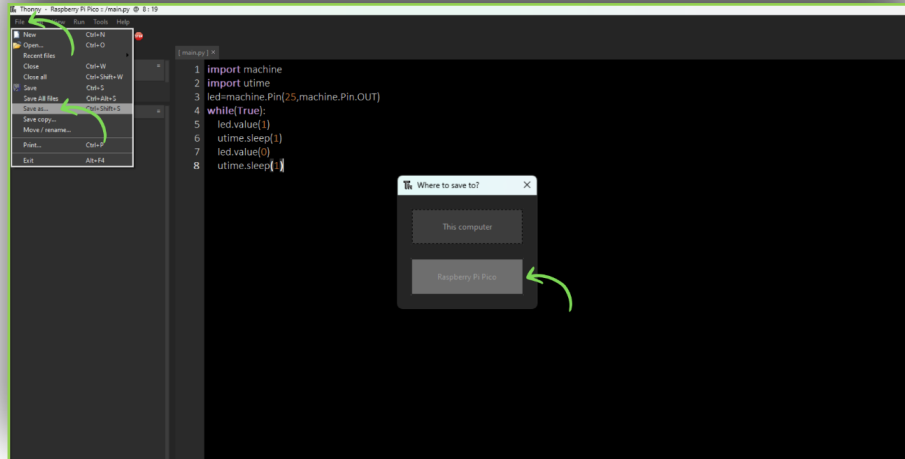 Thonny - Raspberry Pi Pico :: /main.py @ 8 : 19
File
View
Run
Tools
Help
New Ctrl+N
Open... Ctrl+O
Recent files
Close Ctrl+W
Close all Ctrl+Shift+W
Save Ctrl+S
Save All files Ctrl+Alt+S
Save as... Ctrl+Shift+S
Save copy...
Move / rename...
Print... Ctrl+P
Exit Alt+F4
[ main.py ] ×
1 import machine
2 import utime
3 led=machine.Pin(25,machine.Pin.OUT)
4 while(True):
5 led.value(1)
6 utime.sleep(1)
7 led.value(0)
8 utime.sleep(1)
Where to save to?
This computer
Raspberry Pi Pico